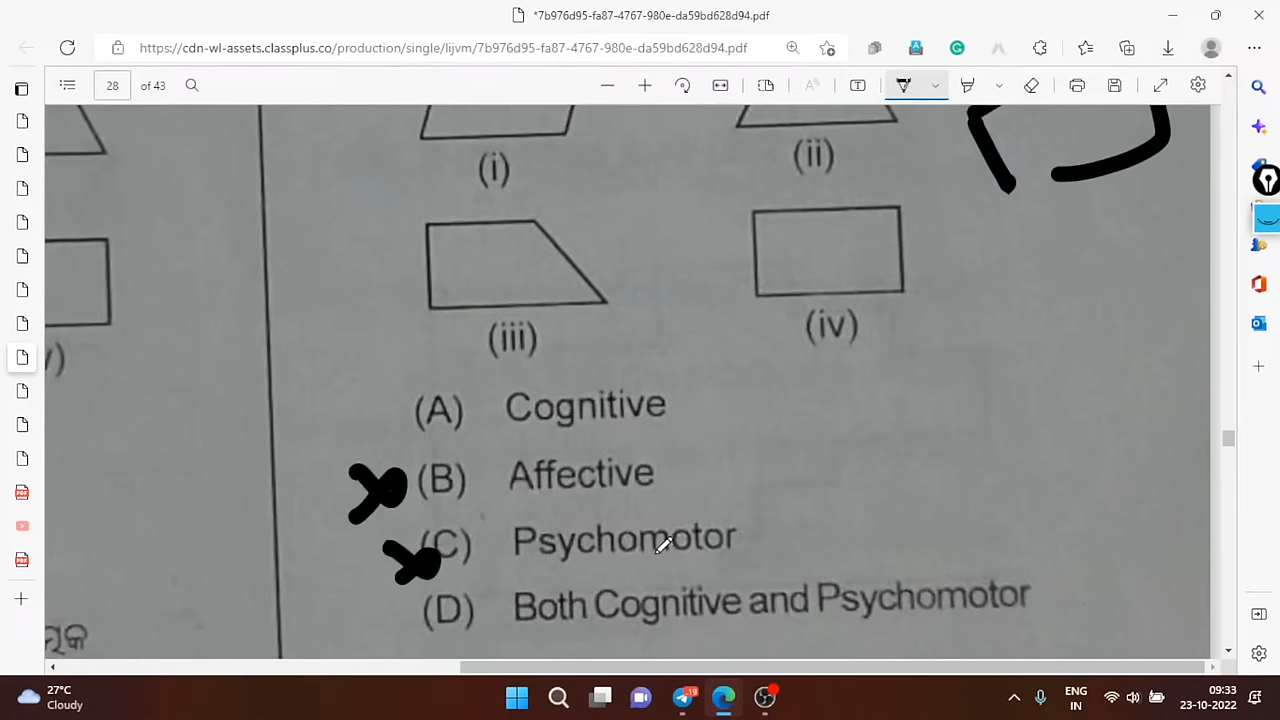 *7b976d95-fa87-4767-980e-da59bd628d94.pdf
https://cdn-wl-assets.classplus.co/production/single/lijvm/7b976d95-fa87-4767-980e-da59bd628d94.pdf
28 of 43
(i)
(ii)
(iii)
(iv)
(A) Cognitive
(B) Affective
(C) Psychomotor
(D) Both Cognitive and Psychomotor
27°C
Cloudy
19
ENG
IN
09:33
23-10-2022